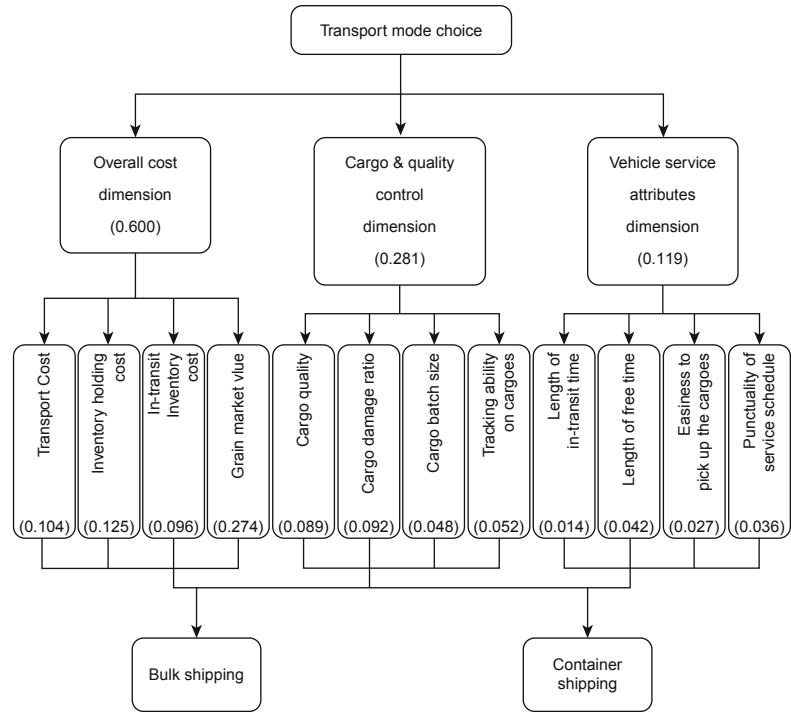 Transport mode choice
Overall cost
dimension
(0.600)
Cargo & quality
control
dimension
(0.281)
Vehicle service
attributes
dimension
(0.119)
Transport Cost
(0.104)
Inventory holding
cost
(0.125)
In-transit
Inventory cost
(0.096)
Grain market vlue
(0.274)
Cargo quality
(0.089)
Cargo damage ratio
(0.092)
Cargo batch size
(0.048)
Tracking ability
on cargoes
(0.052)
Length of
in-transit time
(0.014)
Length of free time
(0.042)
Easiness to
pick up the cargoes
(0.027)
Punctuality of
service schedule
(0.036)
Bulk shipping
Container
shipping